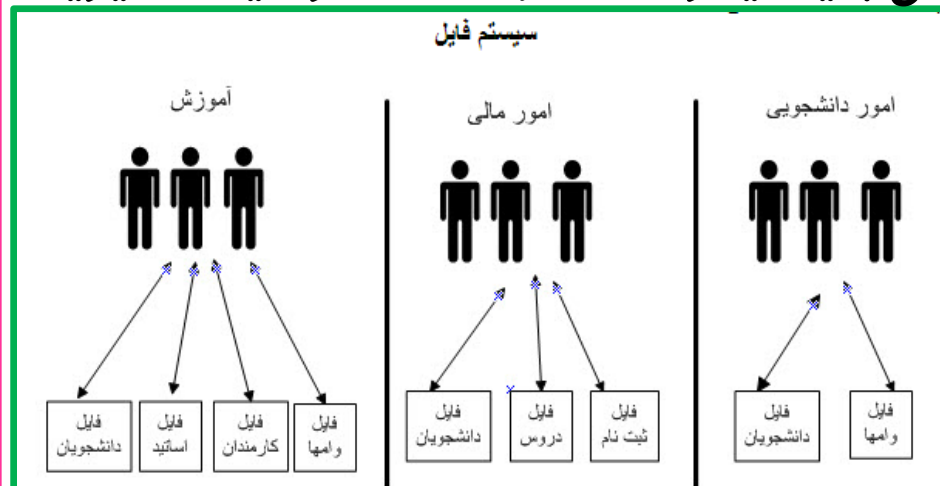 سیستم فایل
امور دانشجویی
امور مالی
آموزش
فایل
دانشجویان
فایل
وامها
فایل
دانشجویان
فایل
دروس
فایل
ثبت نام
فایل
دانشجویان
فایل
اساتید
فایل
کارمندان
فایل
وامها